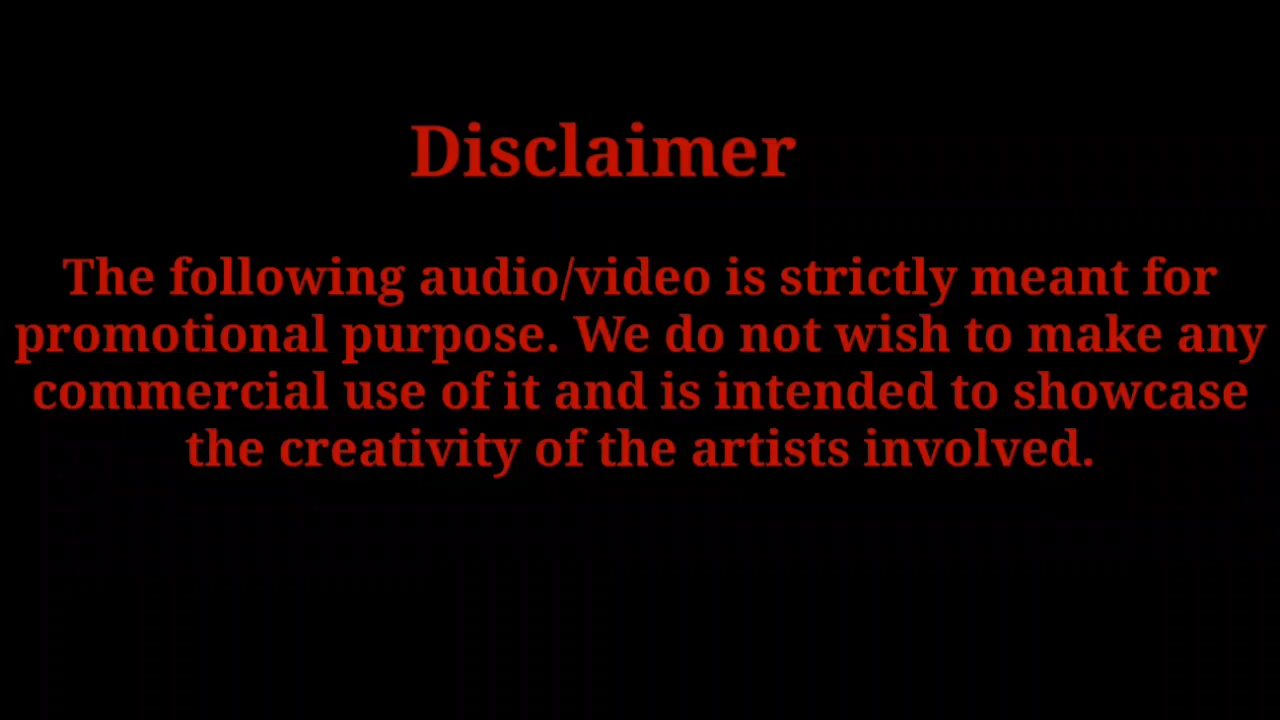 Disclaimer
The following audio/video is strictly meant for
promotional purpose. We do not wish to make any
commercial use of it and is intended to showcase
the creativity of the artists involved.